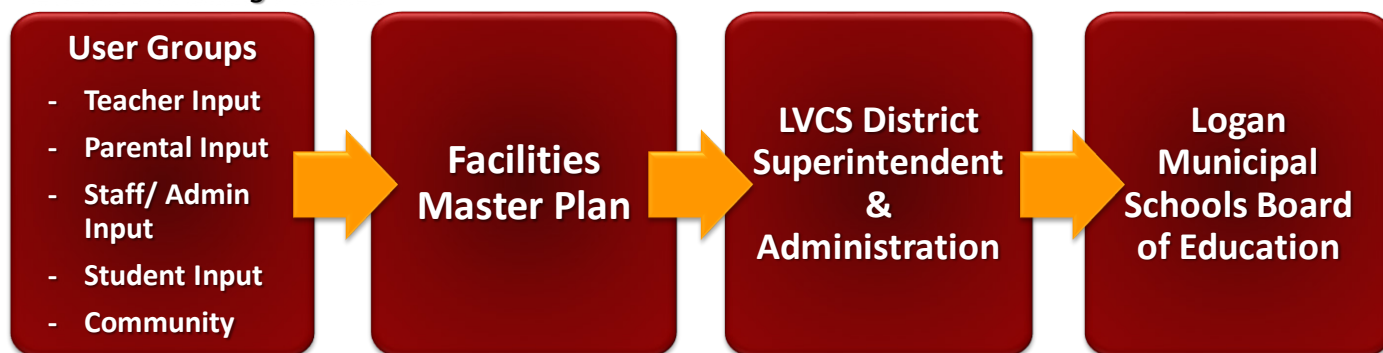 User Groups
- Teacher Input
- Parental Input
- Staff/ Admin
Input
- Student Input
- Community
Facilities
Master Plan
LVCS District
Superintendent
&
Administration
Logan
Municipal
Schools Board
of Education